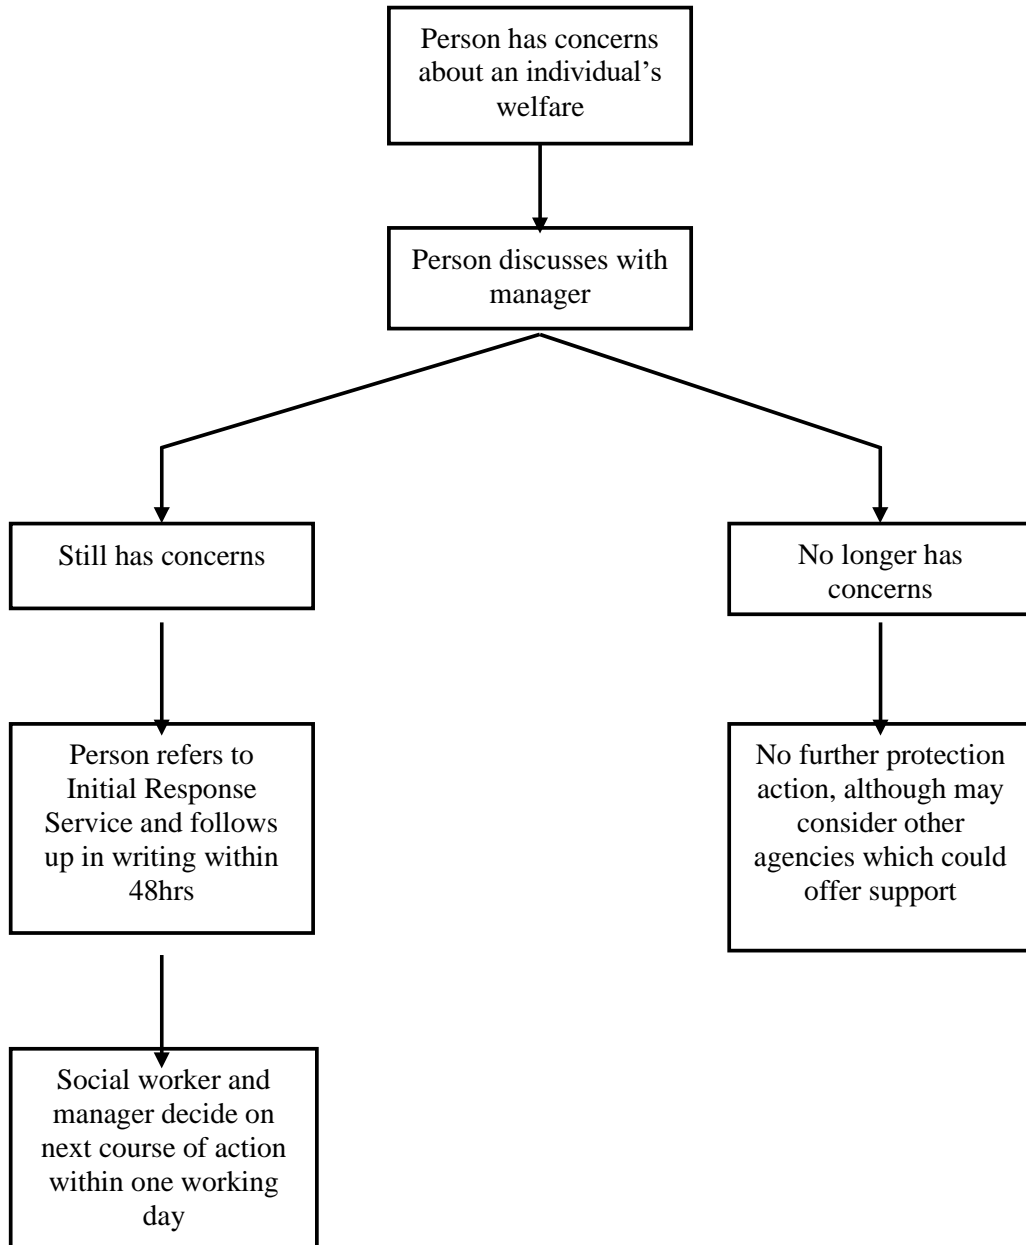 Person has concerns
about an individual’s
welfare
Person discusses with
manager
Still has concerns
No longer has
concerns
Person refers to
Initial Response
Service and follows
up in writing within
48hrs
No further protection
action, although may
consider other
agencies which could
offer support
Social worker and
manager decide on
next course of action
within one working
day